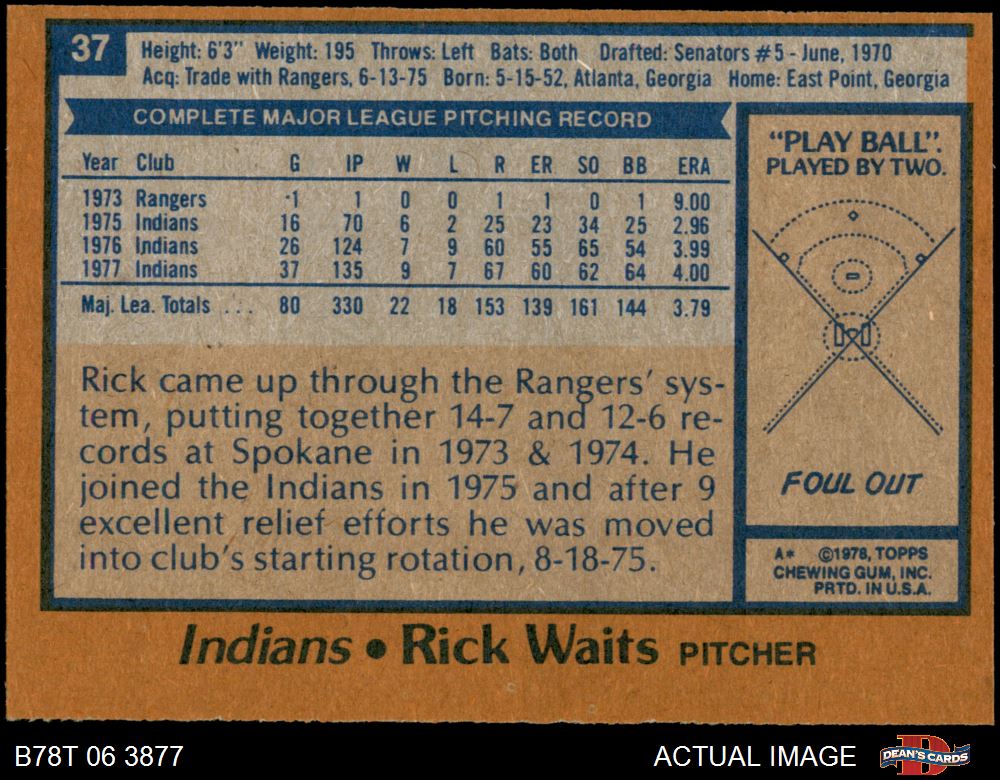 37
Height: 6'3" Weight: 195 Throws: Left Bats: Both Drafted: Senators #5 - June, 1970
Acq: Trade with Rangers, 6-13-75 Born: 5-15-52, Atlanta, Georgia Home: East Point, Georgia
COMPLETE MAJOR LEAGUE PITCHING RECORD
Year Club G IP W L R ER SO BB ERA
1973 Rangers 1 1 0 0 1 1 0 1 9.00
1975 Indians 16 70 6 2 25 23 34 25 2.96
1976 Indians 26 124 7 9 60 55 65 54 3.99
1977 Indians 37 135 9 7 67 60 62 64 4.00
Maj. Lea. Totals . . . 80 330 22 18 153 139 161 144 3.79
Rick came up through the Rangers' sys-
tem, putting together 14-7 and 12-6 re-
cords at Spokane in 1973 & 1974. He
joined the Indians in 1975 and after 9
excellent relief efforts he was moved
into club's starting rotation, 8-18-75.
"PLAY BALL".
PLAYED BY TWO.
FOUL OUT
A* ©1978, TOPPS
CHEWING GUM, INC.
PRTD. IN U.S.A.
Indians • Rick Waits PITCHER
B78T 06 3877
ACTUAL IMAGE
DEAN'S CARDS